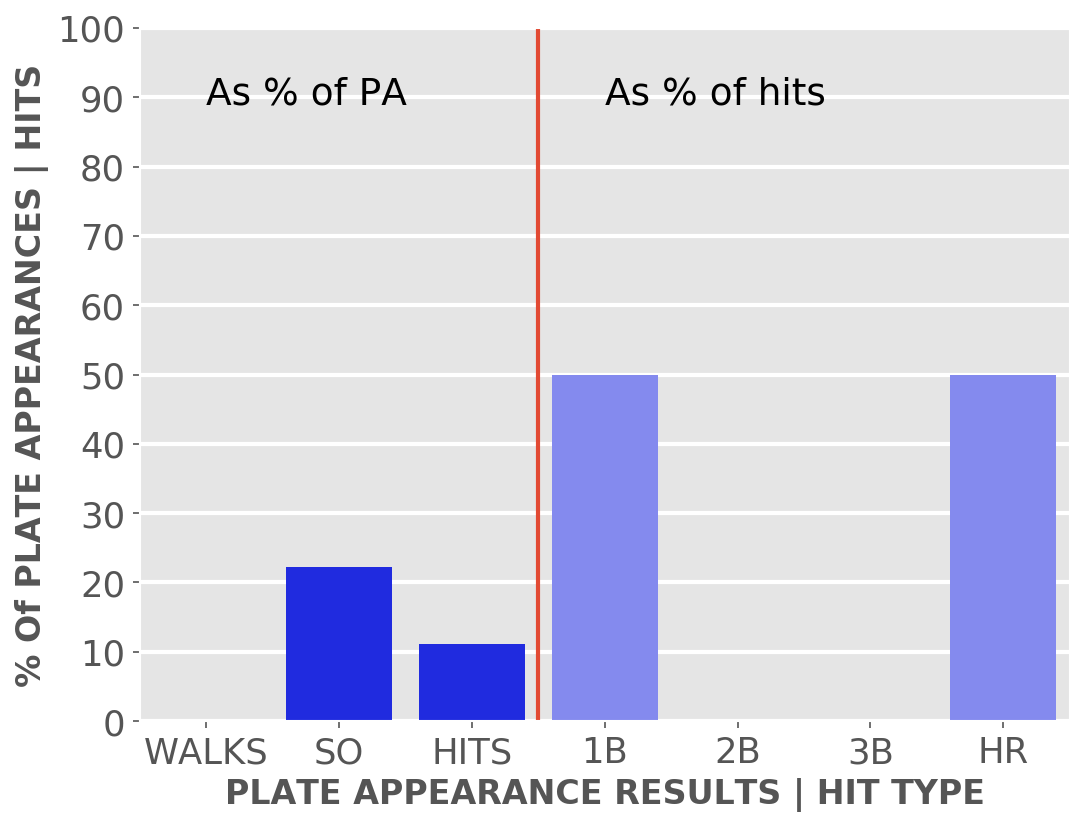 % Of PLATE APPEARANCES | HITS
100
90
80
70
60
50
40
30
20
10
0
As % of PA
As % of hits
WALKS SO HITS 1B 2B 3B HR
PLATE APPEARANCE RESULTS | HIT TYPE